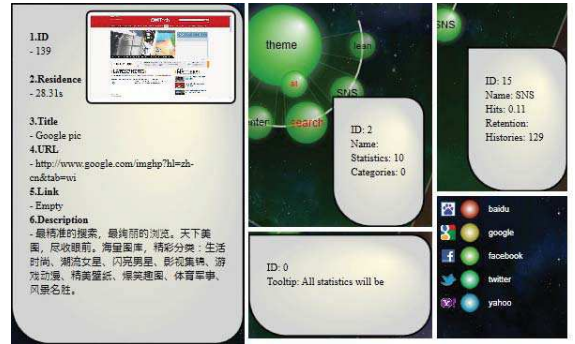 1.ID
- 139
2.Residence
- 28.31s
3.Title
- Google pic
4.URL
- http://www.google.com/imghp?hl=zh-
cn&tab=wi
5.Link
- Empty
6.Description
- 最精准的搜索，最绚丽的浏览。天下美
图，尽收眼前。海量图库，精彩分类：生活
时尚、潮流女星、闪亮男星、影视集锦、游
戏动漫、精美壁纸、爆笑趣图、体育军事、
风景名胜。
theme
lean
at
SNS
search
ID: 2
Name:
Statistics: 10
Categories: 0
ID: 0
Tooltip: All statistics will be
SNS
ID: 15
Name: SNS
Hits: 0.11
Retention:
Histories: 129
baidu
google
facebook
twitter
yahoo